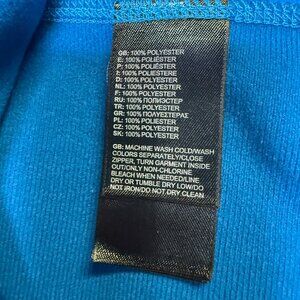 GB: 100% POLYESTER
E: 100% POLIÉSTER
P: 100% POLIÉSTER
I: 100% POLIESTERE
D: 100% POLYESTER
NL: 100% POLYESTER
F: 100% POLYESTER
RU: 100% ПОЛИЭСТЕР
TR: 100% POLYESTER
GR: 100% ΠΟΛΥΕΣΤΕΡΑΣ
PL: 100% POLIESTER
CZ: 100% POLYESTER
SK: 100% POLYESTER
GB: MACHINE WASH COLD/WASH
COLORS SEPARATELY/CLOSE
ZIPPER, TURN GARMENT INSIDE
OUT/ONLY NON-CHLORINE
BLEACH WHEN NEEDED/LINE
DRY OR TUMBLE DRY LOW/DO
NOT IRON/DO NOT DRY CLEAN